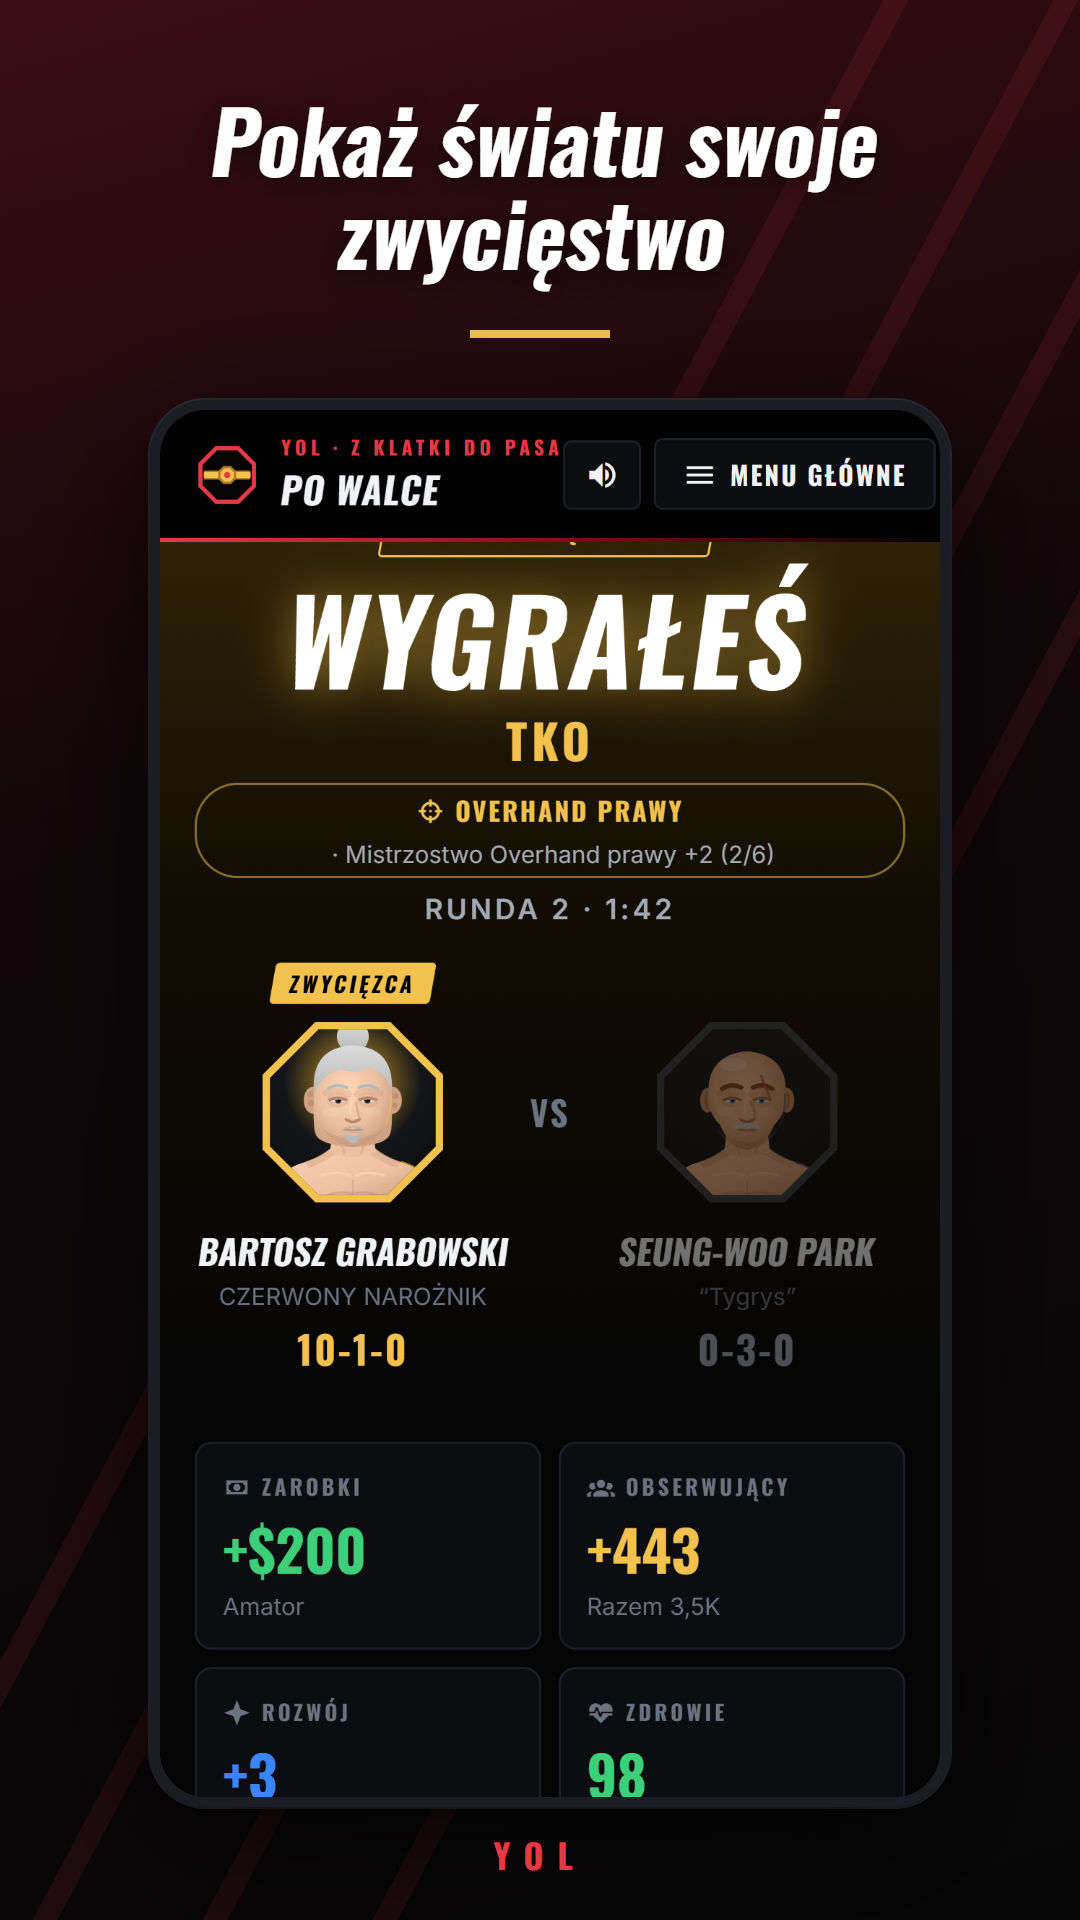 Pokaż światu swoje
zwycięstwo
YOL · Z KLATKI DO PASA
PO WALCE
MENU GŁÓWNE
WYGRAŁEŚ
TKO
OVERHAND PRAWY
· Mistrzostwo Overhand prawy +2 (2/6)
RUNDA 2 · 1:42
ZWYCIĘZCA
VS
BARTOSZ GRABOWSKI
SEUNG-WOO PARK
CZERWONY NAROŻNIK
“Tygrys”
10-1-0
0-3-0
ZAROBKI
OBSERWUJĄCY
+$200
+443
Amator
Razem 3,5K
ROZWÓJ
ZDROWIE
+3
98
YOL